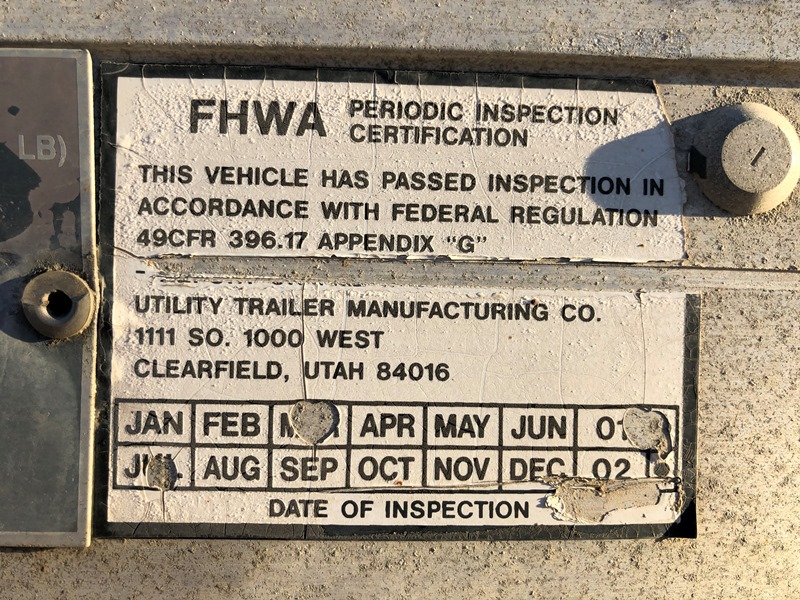 LB)
FHWA PERIODIC INSPECTION
CERTIFICATION
THIS VEHICLE HAS PASSED INSPECTION IN
ACCORDANCE WITH FEDERAL REGULATION
49CFR 396.17 APPENDIX "G"
UTILITY TRAILER MANUFACTURING CO.
1111 SO. 1000 WEST
CLEARFIELD, UTAH 84016
JAN FEB APR MAY JUN 01
AUG SEP OCT NOV DEC 02
DATE OF INSPECTION